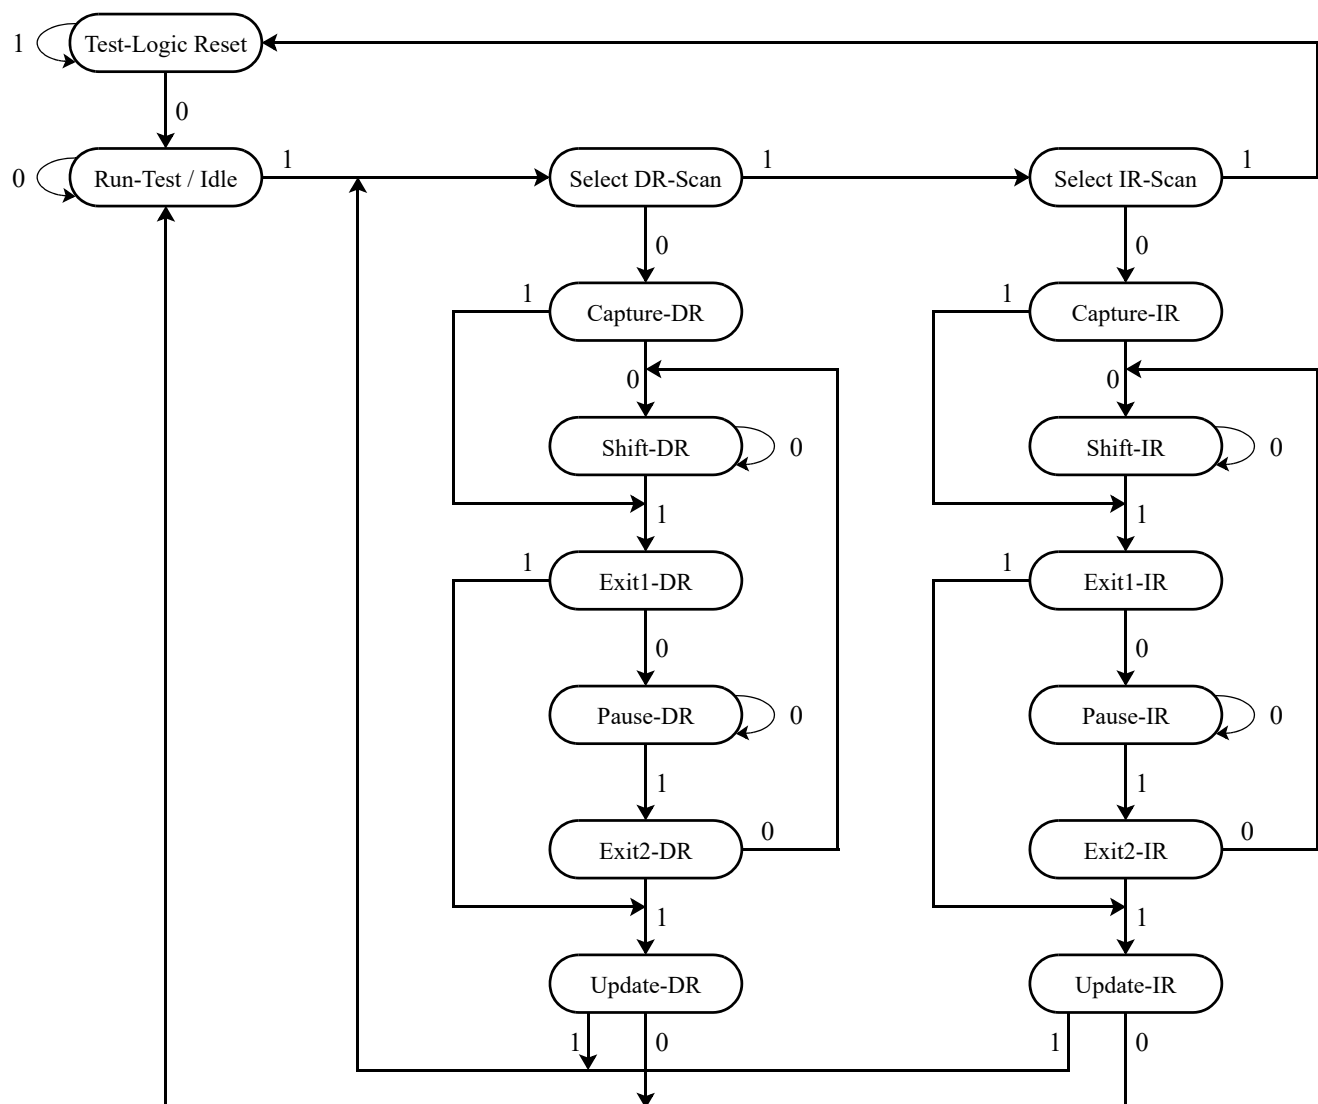 1 Test-Logic Reset
0
0 Run-Test / Idle 1 Select DR-Scan 1 Select IR-Scan 1
0 0
1 Capture-DR 1 Capture-IR
0 0
Shift-DR 0 Shift-IR 0
1 1
1 Exit1-DR 1 Exit1-IR
0 0
Pause-DR 0 Pause-IR 0
1 1
Exit2-DR 0 Exit2-IR 0
1 1
Update-DR Update-IR
1 0 1 0